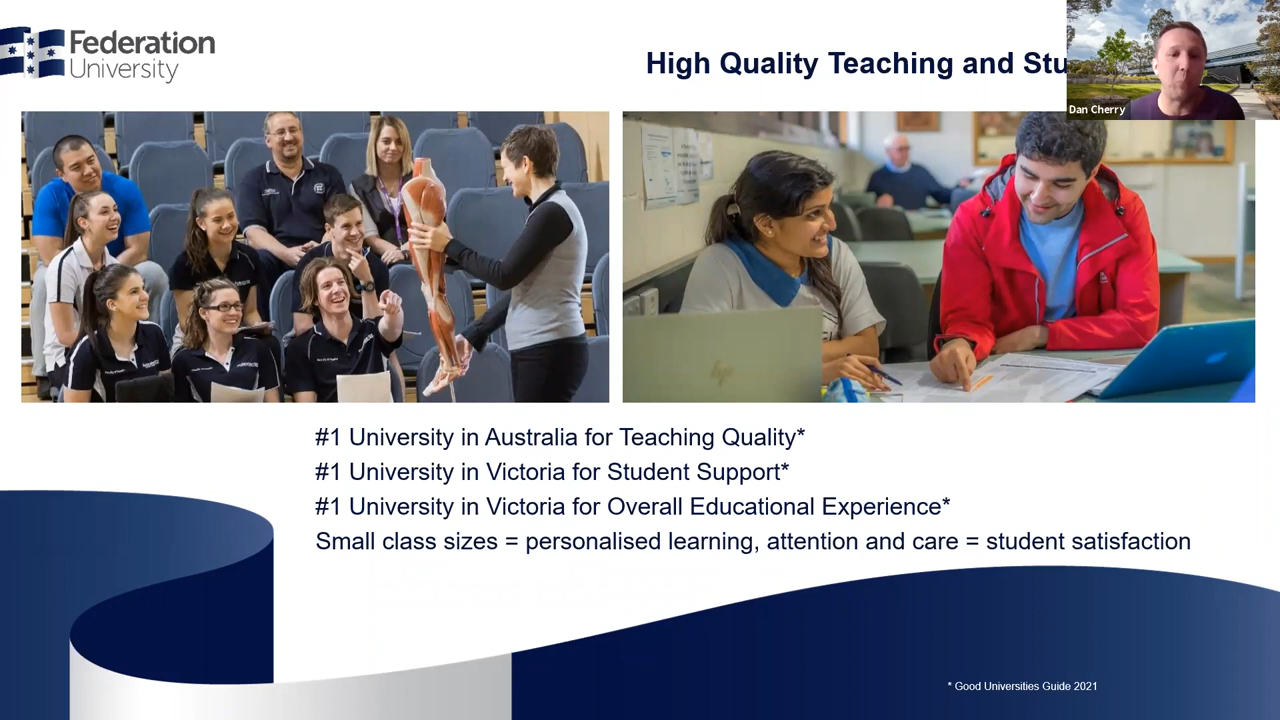 Federation
University
High Quality Teaching and Stu
Dan Cherry
#1 University in Australia for Teaching Quality*
#1 University in Victoria for Student Support*
#1 University in Victoria for Overall Educational Experience*
Small class sizes = personalised learning, attention and care = student satisfaction
* Good Universities Guide 2021